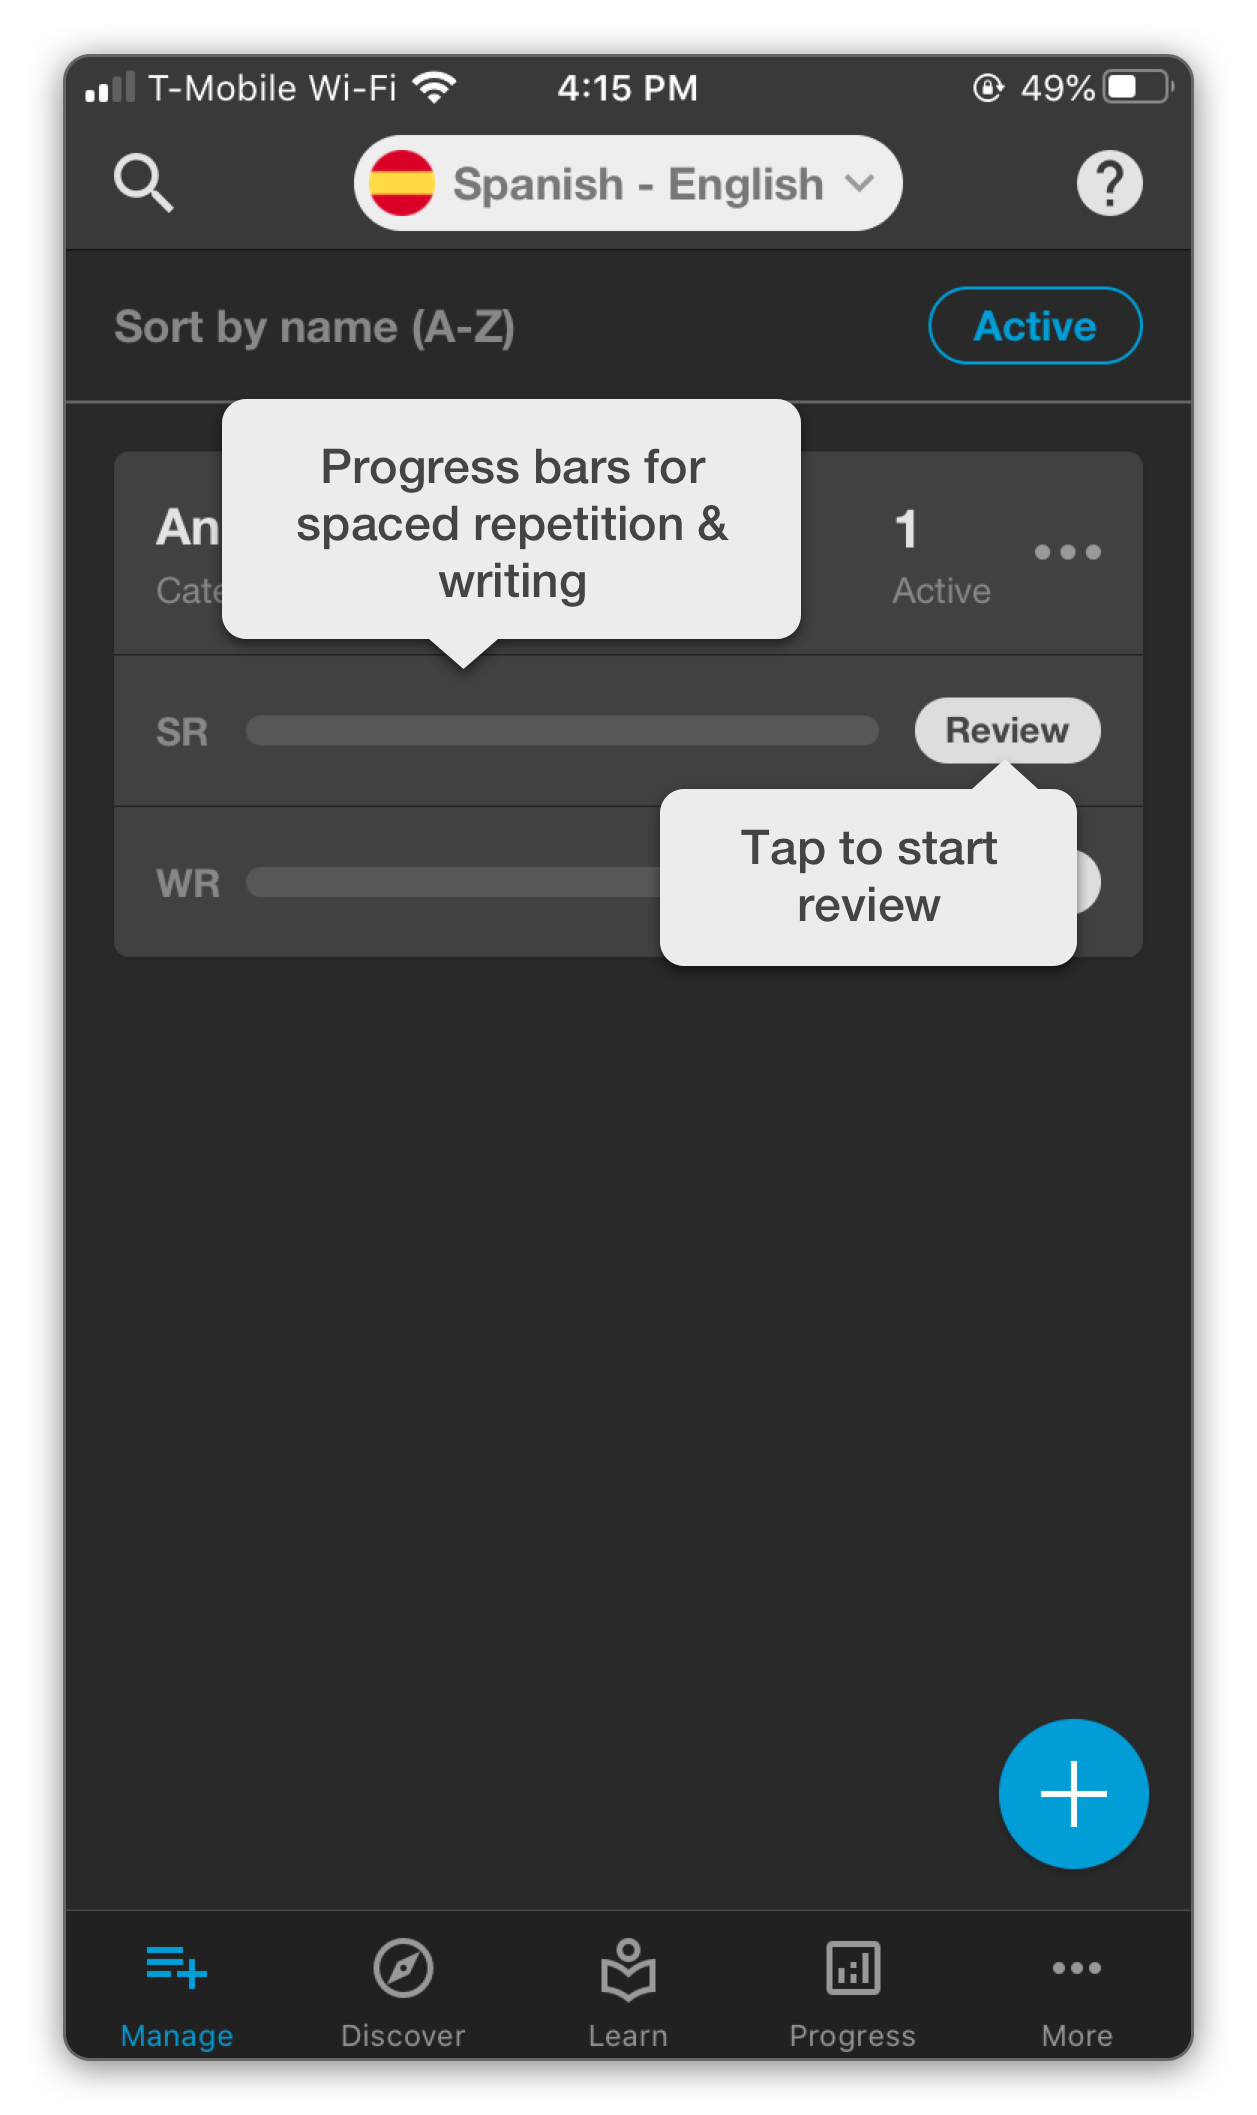 T-Mobile Wi-Fi 4:15 PM 49%
Spanish - English
?
Sort by name (A-Z) Active
Progress bars for
spaced repetition &
writing
An 1
Cate Active
SR Review
Tap to start
review
WR
Manage Discover Learn Progress More